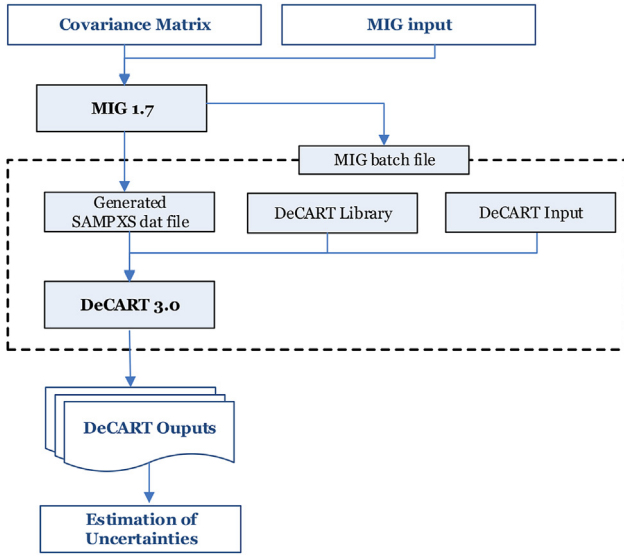 Covariance Matrix
MIG input
MIG 1.7
MIG batch file
Generated
SAMPXS dat file
DeCART Library
DeCART Input
DeCART 3.0
DeCART Ouputs
Estimation of
Uncertainties